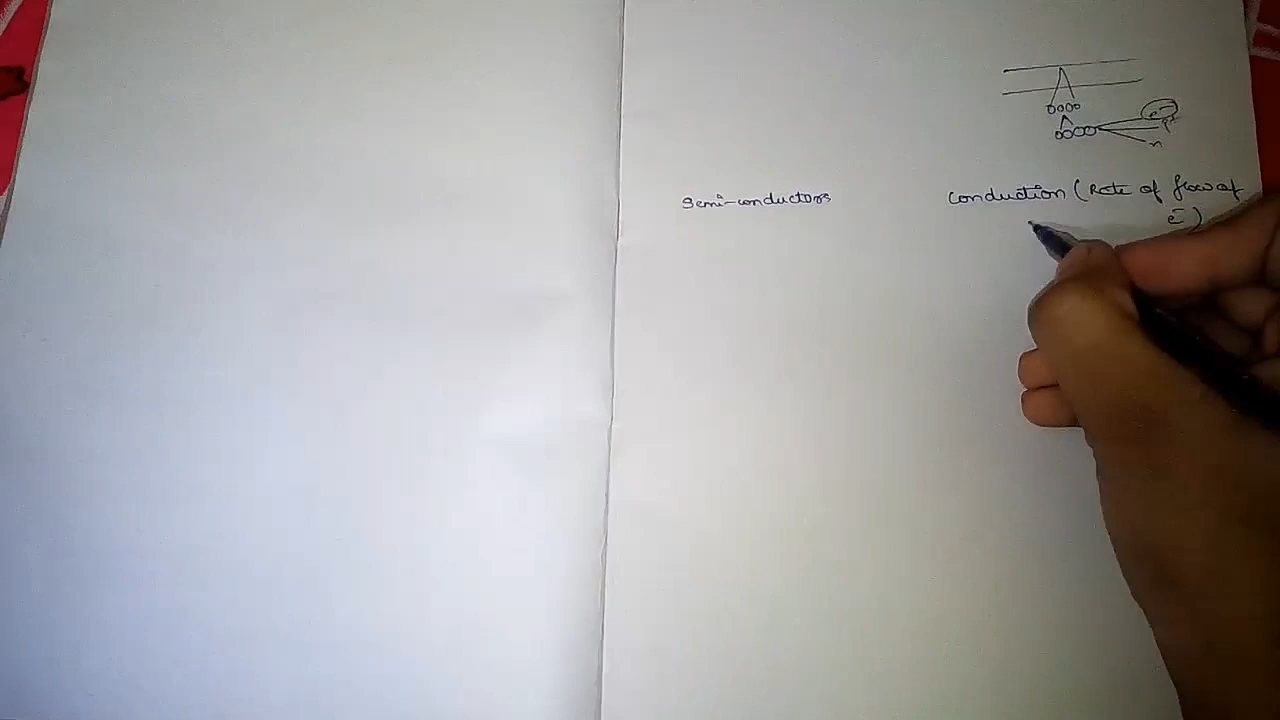 e⁻
p⁺
n
Semi-conductors
Conduction (Rate of flow of
e⁻)